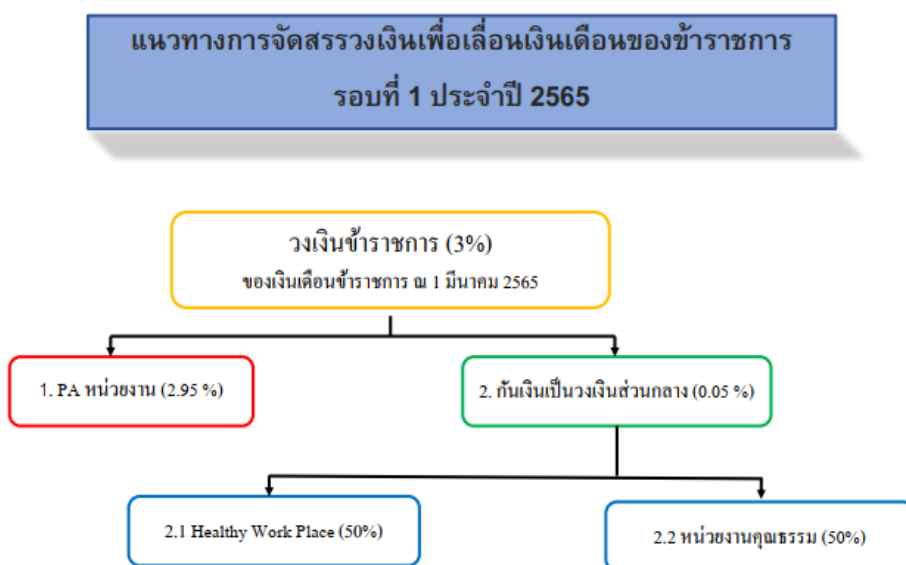 แนวทางการจัดสรรวงเงินเพื่อเลื่อนเงินเดือนของข้าราชการ
รอบที่ 1 ประจำปี 2565
วงเงินข้าราชการ (3%)
ของเงินเดือนข้าราชการ ณ 1 มีนาคม 2565
1. PA หน่วยงาน (2.95 %)
2. กันเงินเป็นวงเงินส่วนกลาง (0.05 %)
2.1 Healthy Work Place (50%)
2.2 หน่วยงานคุณธรรม (50%)